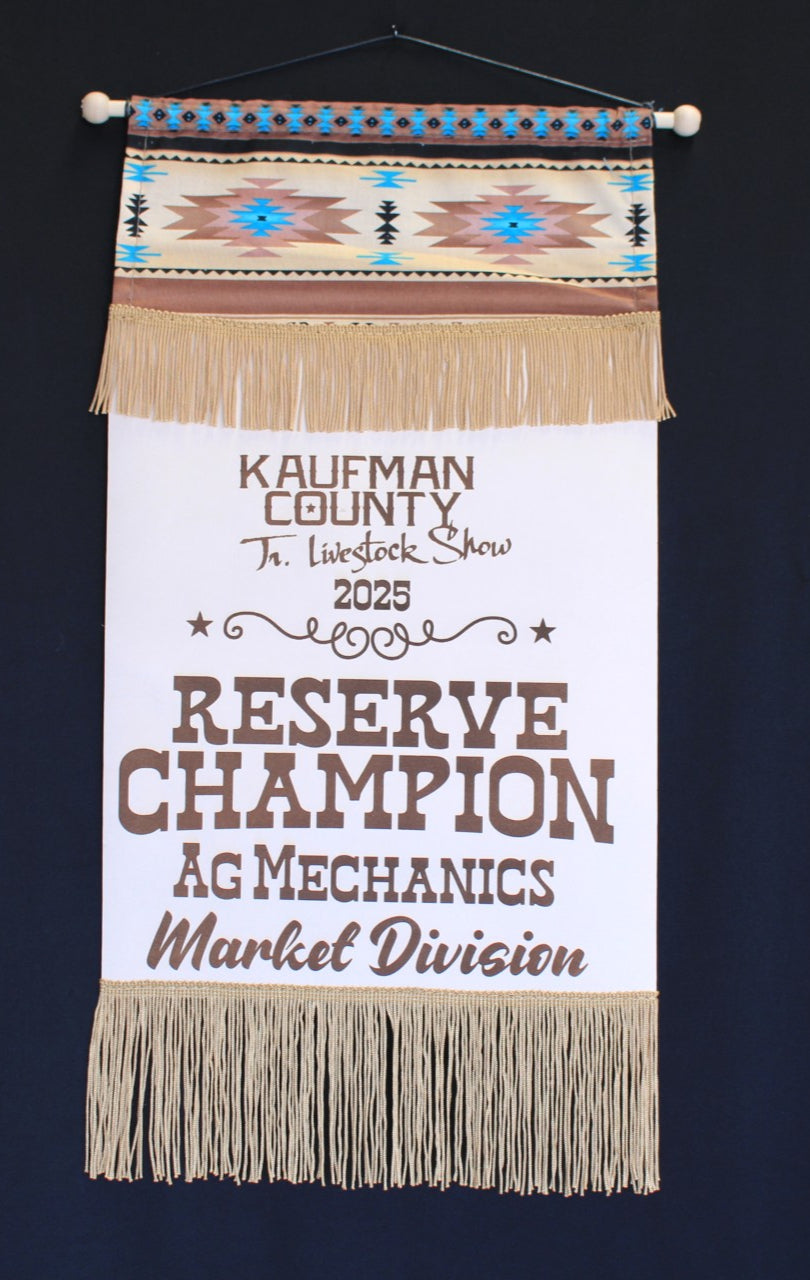 KAUFMAN
COUNTY
Jr. Livestock Show
2025
RESERVE
CHAMPION
AG MECHANICS
Market Division